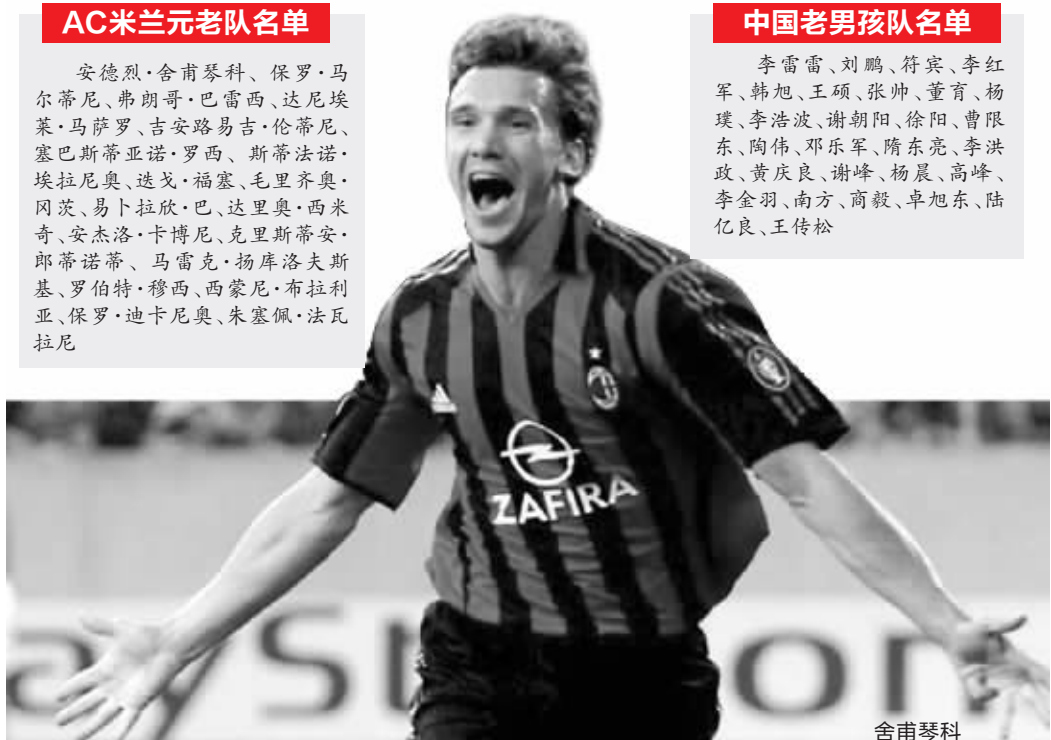 AC米兰元老队名单
安德烈·舍甫琴科、保罗·马
尔蒂尼、弗朗哥·巴雷西、达尼埃
莱·马萨罗、吉安路易吉·伦蒂尼、
塞巴斯蒂亚诺·罗西、斯蒂法诺·
埃拉尼奥、迭戈·福塞、毛里齐奥·
冈茨、易卜拉欣·巴、达里奥·西米
奇、安杰洛·卡博尼、克里斯蒂安·
郎蒂诺蒂、马雷克·扬库洛夫斯
基、罗伯特·穆西、西蒙尼·布拉利
亚、保罗·迪卡尼奥、朱塞佩·法瓦
拉尼
中国老男孩队名单
李雷雷、刘鹏、符宾、李红
军、韩旭、王硕、张帅、董育、杨
璞、李浩波、谢朝阳、徐阳、曹限
东、陶伟、邓乐军、隋东亮、李洪
政、黄庆良、谢峰、杨晨、高峰、
李金羽、南方、商毅、卓旭东、陆
亿良、王传松
ZAFIRA
ayStation
舍甫琴科